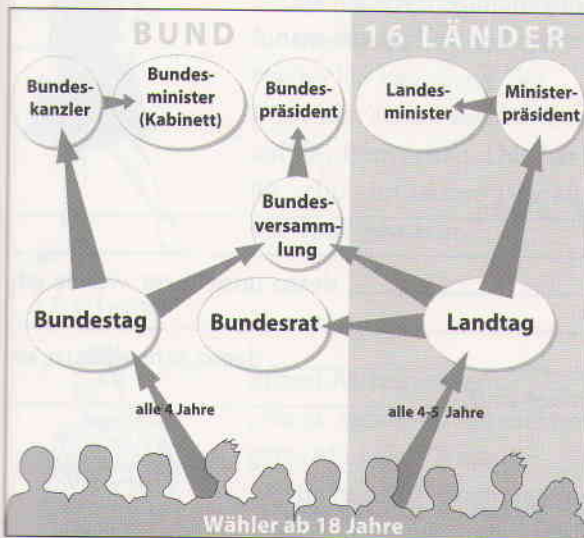 BUND
16 LÄNDER
Bundes-
kanzler
Bundes-
minister
(Kabinett)
Bundes-
präsident
Landes-
minister
Minister-
präsident
Bundes-
versamm-
lung
Bundestag
Bundesrat
Landtag
alle 4 Jahre
alle 4-5 Jahre
Wähler ab 18 Jahre